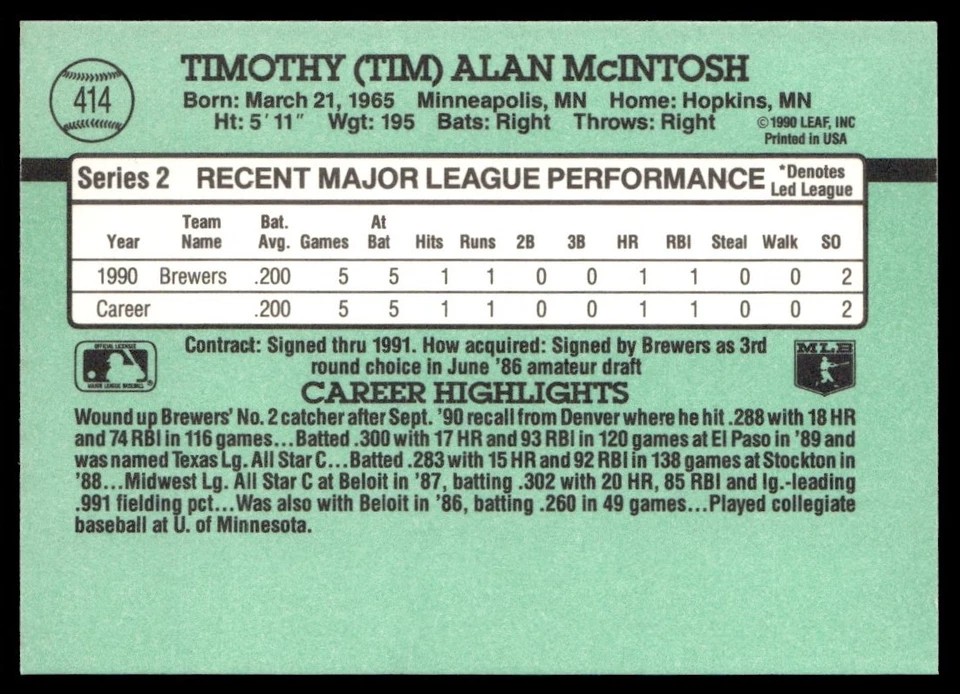 TIMOTHY (TIM) ALAN McINTOSH
414
Born: March 21, 1965 Minneapolis, MN Home: Hopkins, MN
Ht: 5'11" Wgt: 195 Bats: Right Throws: Right
©1990 LEAF, INC
Printed in USA
Series 2 RECENT MAJOR LEAGUE PERFORMANCE *Denotes Led League
Year Team Name Bat. Avg. Games At Bat Hits Runs 2B 3B HR RBI Steal Walk SO
1990 Brewers .200 5 5 1 1 0 0 1 1 0 0 2
Career .200 5 5 1 1 0 0 1 1 0 0 2
OFFICIAL LICENSEE
MAJOR LEAGUE BASEBALL
Contract: Signed thru 1991. How acquired: Signed by Brewers as 3rd
round choice in June '86 amateur draft
MLB
CAREER HIGHLIGHTS
Wound up Brewers' No. 2 catcher after Sept. '90 recall from Denver where he hit .288 with 18 HR
and 74 RBI in 116 games...Batted .300 with 17 HR and 93 RBI in 120 games at El Paso in '89 and
was named Texas Lg. All Star C...Batted .283 with 15 HR and 92 RBI in 138 games at Stockton in
'88...Midwest Lg. All Star C at Beloit in '87, batting .302 with 20 HR, 85 RBI and lg.-leading
.991 fielding pct...Was also with Beloit in '86, batting .260 in 49 games...Played collegiate
baseball at U. of Minnesota.